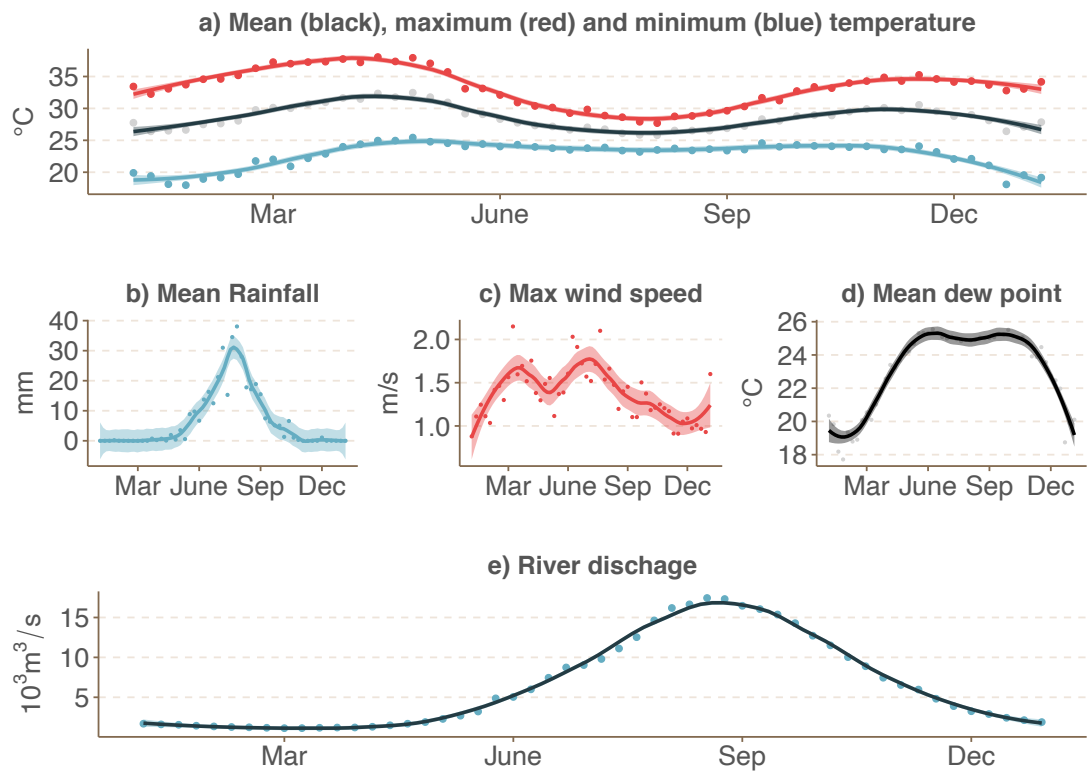 a) Mean (black), maximum (red) and minimum (blue) temperature
°C
35
30
25
20
Mar June Sep Dec
b) Mean Rainfall
mm
40
30
20
10
0
Mar June Sep Dec
c) Max wind speed
m/s
2.0
1.5
1.0
Mar June Sep Dec
d) Mean dew point
°C
26
24
22
20
18
Mar June Sep Dec
e) River dischage
10³m³/s
15
10
5
Mar June Sep Dec